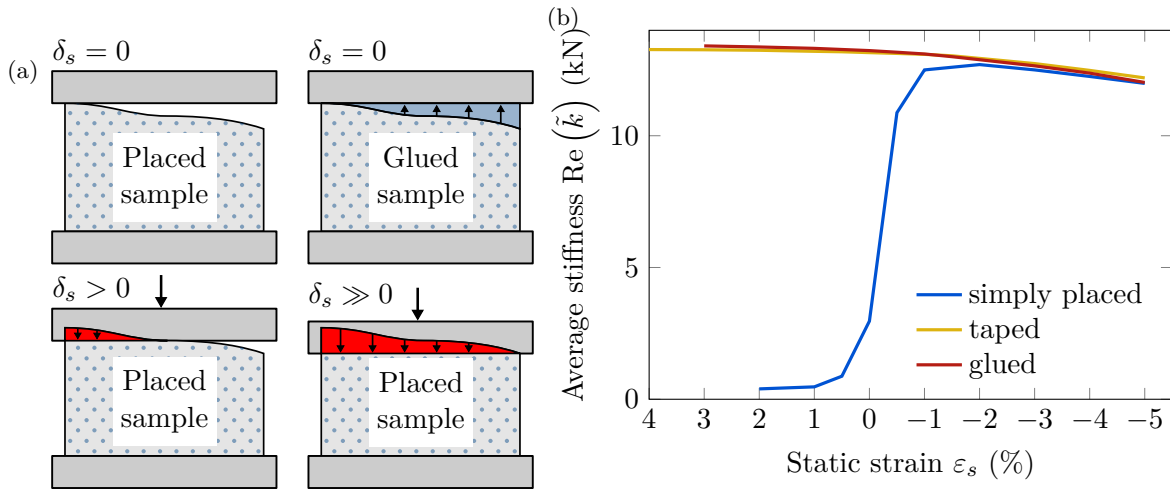 (a)
δ_s = 0
Placed
sample
δ_s = 0
Glued
sample
δ_s > 0
Placed
sample
δ_s ≫ 0
Placed
sample
(b)
Average stiffness Re (k̃) (kN)
10
5
0
simply placed
taped
glued
4 3 2 1 0 −1 −2 −3 −4 −5
Static strain ε_s (%)